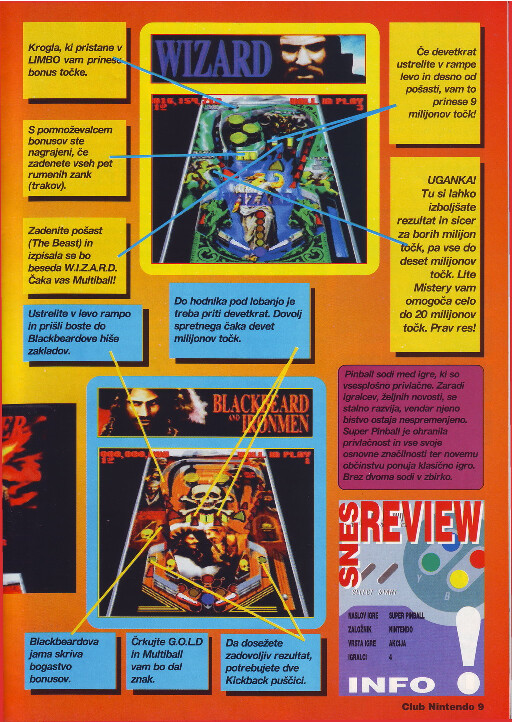 Krogla, ki pristane v
LIMBO vam prinese
bonus točke.
WIZARD
Če devetkrat
ustrelite v rampe
levo in desno od
pošasti, vam to
prinese 9
milijonov točk!
BALL IN PLAY
3
S pomnoževalcem
bonusov ste
nagrajeni, če
zadenete vseh pet
rumenih zank
(trakov).
UGANKA!
Tu si lahko
izboljšate
rezultat in sicer
za borih milijon
točk, pa vse do
deset milijonov
točk. Lite
Mistery vam
omogoča celo
do 20 milijonov
točk. Prav res!
Zadenite pošast
(The Beast) in
izpisala se bo
beseda W.I.Z.A.R.D.
Čaka vas Multiball!
Ustrelite v levo rampo
in prišli boste do
Blackbeardove hiše
zakladov.
Do hodnika pod lobanjo je
treba priti devetkrat. Dovolj
spretnega čaka devet
milijonov točk.
BLACKBEARD
AND IRONMEN
BALL IN PLAY
1
Pinball sodi med igre, ki so
vsesplošno privlačne. Zaradi
igralcev, željnih novosti, se
stalno razvija, vendar njeno
bistvo ostaja nespremenjeno.
Super Pinball je ohranila
privlačnost in vse svoje
osnovne značilnosti ter novemu
občinstvu ponuja klasično igro.
Brez dvoma sodi v zbirko.
SNES
REVIEW
SELECT START
Y
B
NASLOV IGRE SUPER PINBALL
ZALOŽNIK NINTENDO
VRSTA IGRE AKCIJA
IGRALCI 4
INFO!
Blackbeardova
jama skriva
bogastvo
bonusov.
Črkujte G.O.L.D
in Multiball
vam bo dal
znak.
Da dosežete
zadovoljiv rezultat,
potrebujete dve
Kickback puščici.
Club Nintendo 9